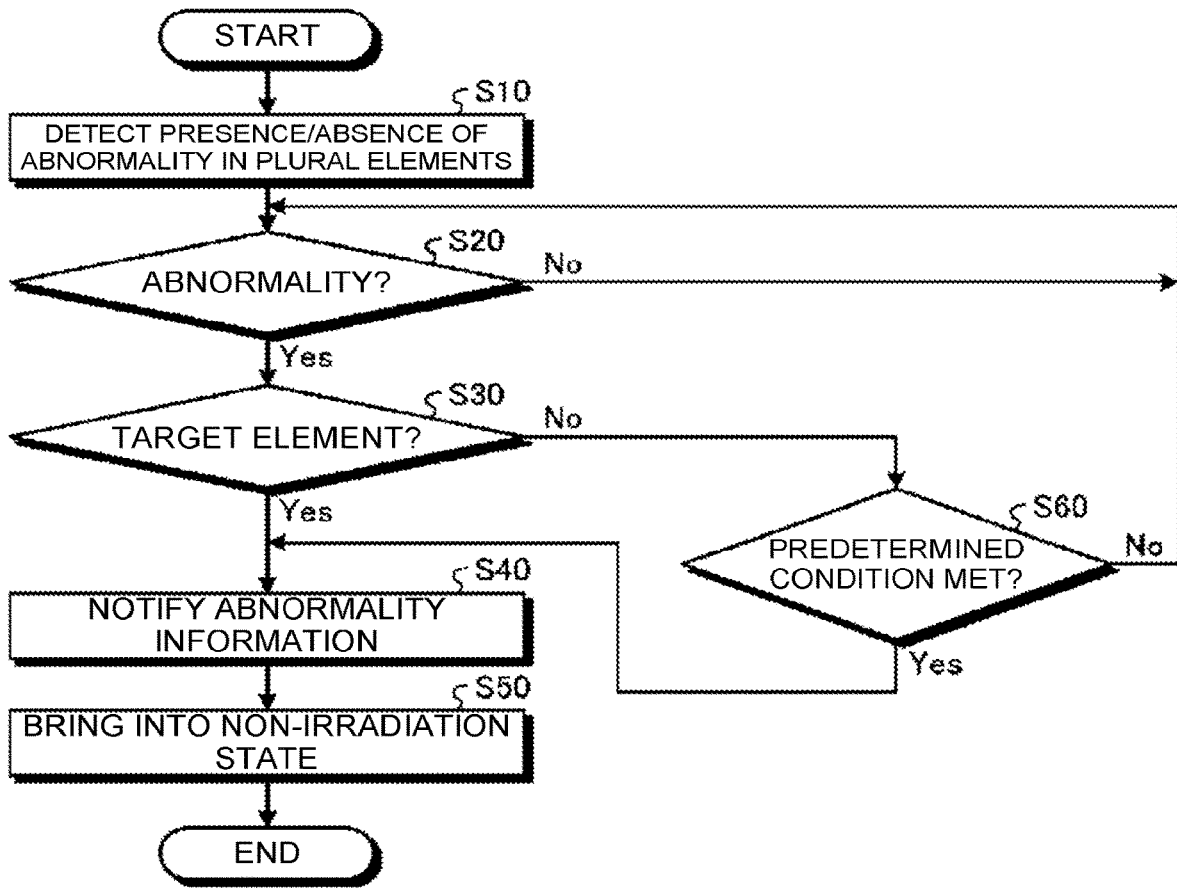 START
S10
DETECT PRESENCE/ABSENCE OF
ABNORMALITY IN PLURAL ELEMENTS
S20
ABNORMALITY?
No
Yes
S30
TARGET ELEMENT?
No
Yes
S60
PREDETERMINED
CONDITION MET?
No
Yes
S40
NOTIFY ABNORMALITY
INFORMATION
S50
BRING INTO NON-IRRADIATION
STATE
END